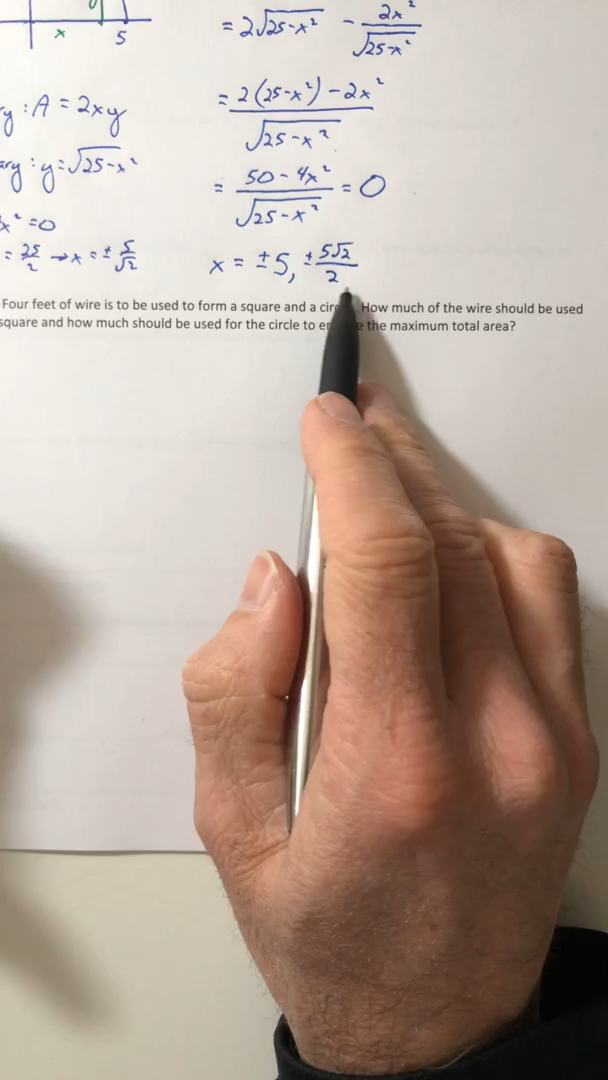 x 5
= 2√25-x² - 2x²/√25-x²
y : A = 2xy
= 2(25-x²) - 2x²/√25-x²
ary : y = √25-x²
= 50 - 4x²/√25-x² = 0
x² = 0
= 25/2 → x = ± 5/√2
x = ±5, ±5√2/2
Four feet of wire is to be used to form a square and a How much of the wire should be used
square and how much should be used for the circle to the maximum total area?